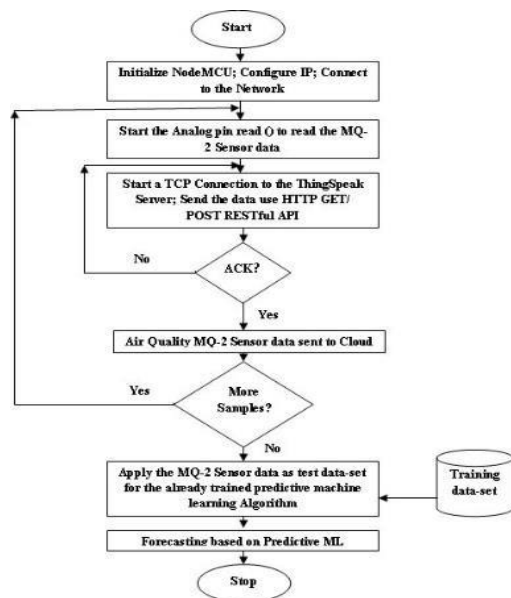 Start
Initialize NodeMCU; Configure IP; Connect
to the Network
Start the Analog pin read () to read the MQ-
2 Sensor data
Start a TCP Connection to the ThingSpeak
Server; Send the data use HTTP GET/
POST RESTful API
No
ACK?
Yes
Air Quality MQ-2 Sensor data sent to Cloud
Yes
More
Samples?
No
Apply the MQ-2 Sensor data as test data-set
for the already trained predictive machine
learning Algorithm
Training
data-set
Forecasting based on Predictive ML
Stop